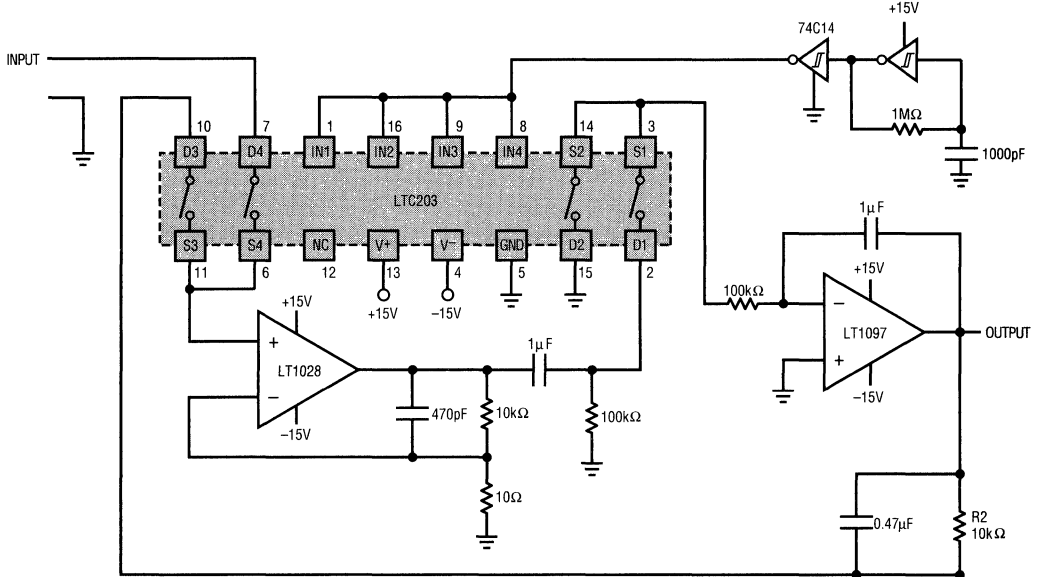 +15V
74C14
INPUT
1MΩ
1000pF
10
7
1
16
9
8
14
3
D3
D4
IN1
IN2
IN3
IN4
S2
S1
LTC203
S3
S4
NC
V+
V−
GND
D2
D1
11
6
12
13
4
5
15
2
+15V
−15V
1µF
+15V
100kΩ
−
LT1097
+
−15V
OUTPUT
+15V
+
LT1028
−
−15V
1µF
470pF
10kΩ
100kΩ
10Ω
0.47µF
R2
10kΩ